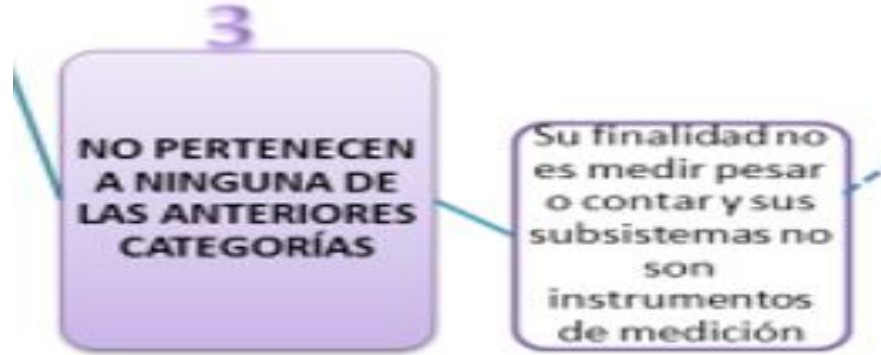 3
NO PERTENECEN
A NINGUNA DE
LAS ANTERIORES
CATEGORÍAS
Su finalidad no
es medir pesar
o contar y sus
subsistemas no
son
instrumentos
de medición